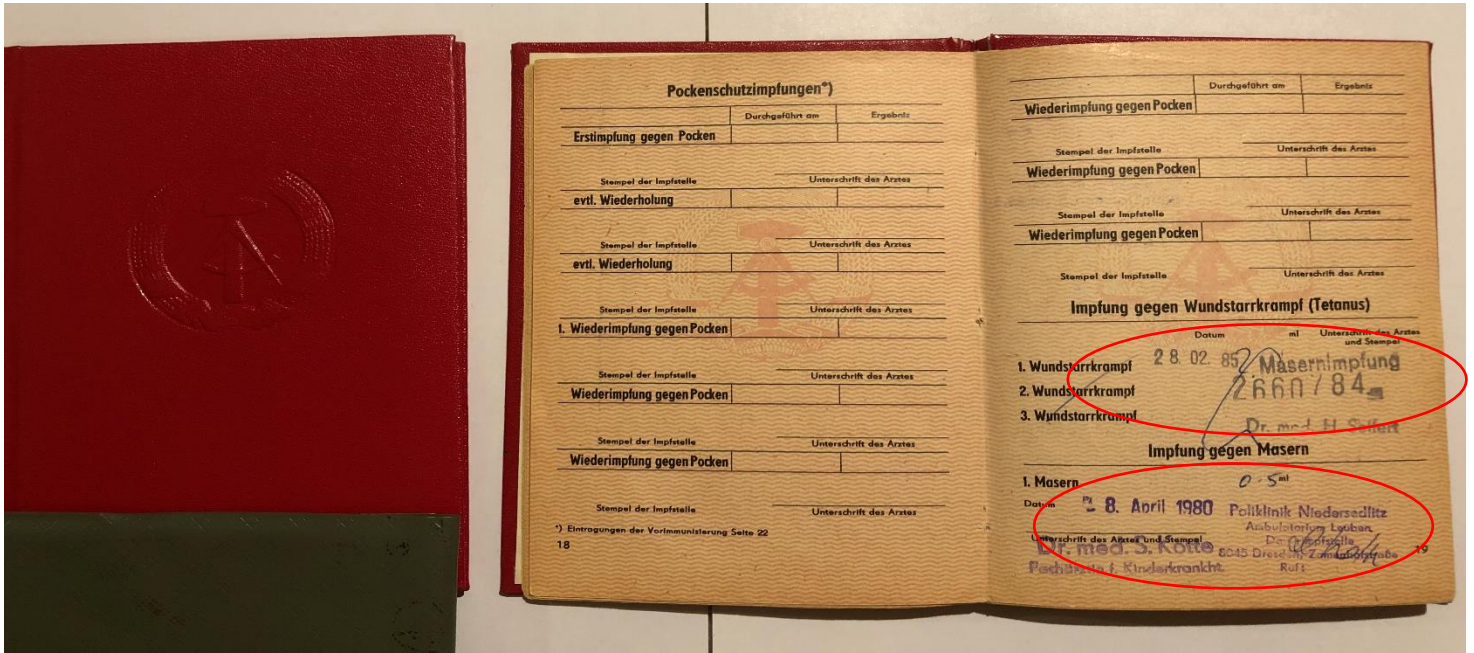 Pockenschutzimpfungen*)
Durchgeführt am Ergebnis
Erstimpfung gegen Pocken
Stempel der Impfstelle Unterschrift des Arztes
evtl. Wiederholung
Stempel der Impfstelle Unterschrift des Arztes
evtl. Wiederholung
Stempel der Impfstelle Unterschrift des Arztes
1. Wiederimpfung gegen Pocken
Stempel der Impfstelle Unterschrift des Arztes
Wiederimpfung gegen Pocken
Stempel der Impfstelle Unterschrift des Arztes
Wiederimpfung gegen Pocken
Stempel der Impfstelle Unterschrift des Arztes
*) Eintragungen der Vorimmunisierung Seite 22
18
Durchgeführt am Ergebnis
Wiederimpfung gegen Pocken
Stempel der Impfstelle Unterschrift des Arztes
Wiederimpfung gegen Pocken
Stempel der Impfstelle Unterschrift des Arztes
Wiederimpfung gegen Pocken
Stempel der Impfstelle Unterschrift des Arztes
Impfung gegen Wundstarrkrampf (Tetanus)
Datum ml Unterschrift des Arztes
und Stempel
1. Wundstarrkrampf 28. 02. 85 2. Masernimpfung
2. Wundstarrkrampf 2660/84
3. Wundstarrkrampf
Dr. med. H. Seifert
Impfung gegen Masern
1. Masern 0.5 ml
Datum 8. April 1980 Poliklinik Niedersedlitz
Ambulatorium Leuben
Unterschrift des Arztes und Stempel
Dr. med. S. Kotte 8045 Dresden, Zamenhofstraße 19
Fachärztin f. Kinderkrankht. Ruf: